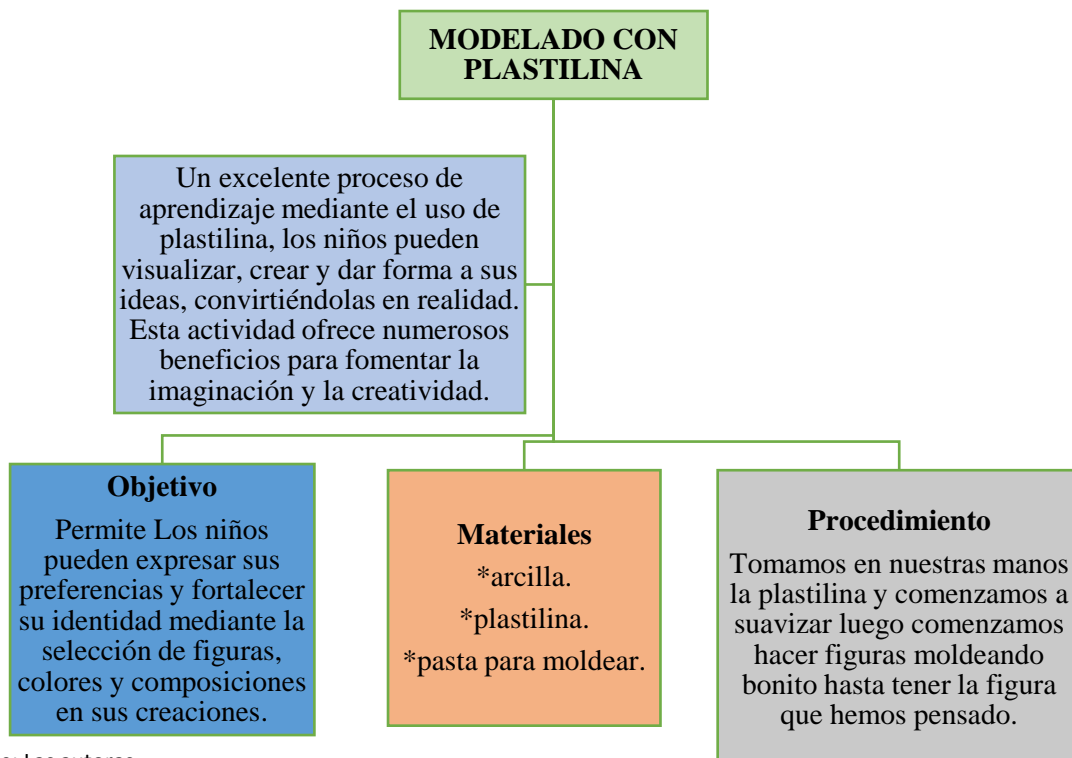 MODELADO CON
PLASTILINA
Un excelente proceso de
aprendizaje mediante el uso de
plastilina, los niños pueden
visualizar, crear y dar forma a sus
ideas, convirtiéndolas en realidad.
Esta actividad ofrece numerosos
beneficios para fomentar la
imaginación y la creatividad.
Objetivo
Permite Los niños
pueden expresar sus
preferencias y fortalecer
su identidad mediante la
selección de figuras,
colores y composiciones
en sus creaciones.
Materiales
*arcilla.
*plastilina.
*pasta para moldear.
Procedimiento
Tomamos en nuestras manos
la plastilina y comenzamos a
suavizar luego comenzamos
hacer figuras moldeando
bonito hasta tener la figura
que hemos pensado.